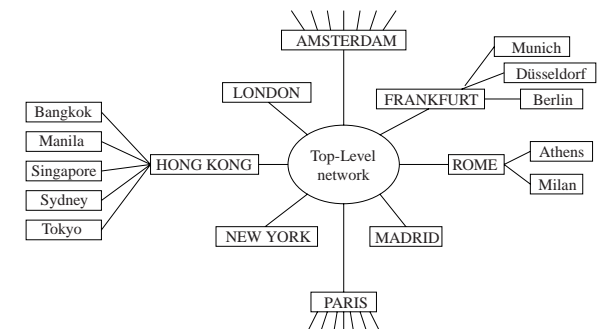 AMSTERDAM
Munich
Düsseldorf
LONDON
FRANKFURT
Berlin
Bangkok
Manila
Singapore
Sydney
Tokyo
HONG KONG
Top-Level
network
ROME
Athens
Milan
NEW YORK
MADRID
PARIS